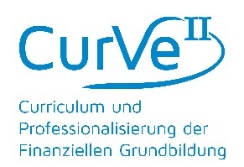 CurVe II
Curriculum und
Professionalisierung der
Finanziellen Grundbildung